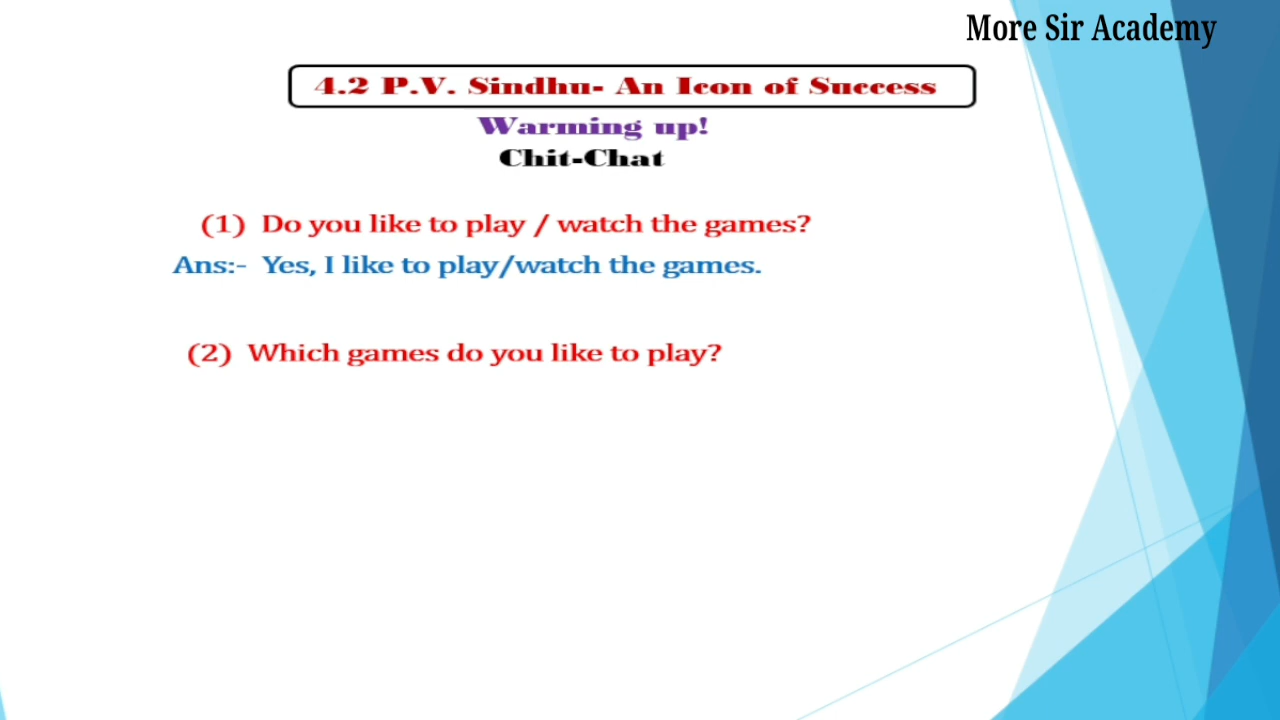 More Sir Academy
4.2 P.V. Sindhu- An Icon of Success
Warming up!
Chit-Chat
(1) Do you like to play / watch the games?
Ans:- Yes, I like to play/watch the games.
(2) Which games do you like to play?